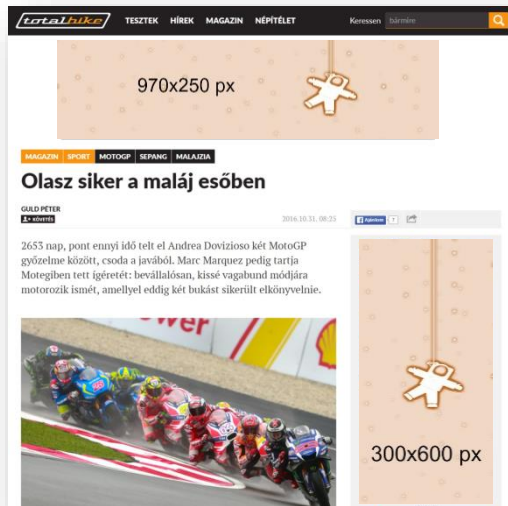 totalbike
TESZTEK HÍREK MAGAZIN NÉPÍTÉLET
Keressen bármire
970x250 px
MAGAZIN SPORT MOTOGP SEPANG MALAJZIA
Olasz siker a maláj esőben
GULD PÉTER
KÖVETÉS
2016.10.31. 08:25
Ajánlom 7
2653 nap, pont ennyi idő telt el Andrea Dovizioso két MotoGP
győzelme között, csoda a javából. Marc Marquez pedig tartja
Motegiben tett ígéretét: bevállalósan, kissé vagabund módjára
motorozik ismét, amellyel eddig két bukást sikerült elkönyvelnie.
300x600 px